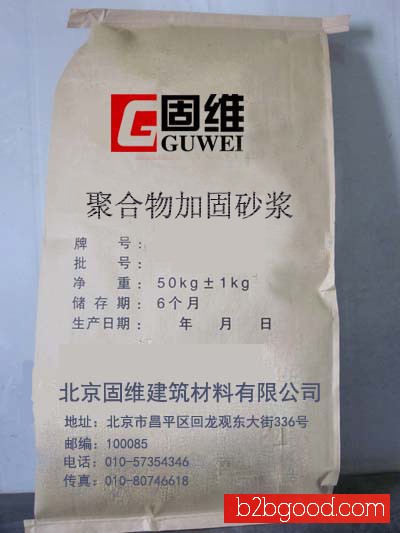 固维
GUWEI
聚合物加固砂浆
牌 号:
批 号:
净 重: 50kg±1kg
储 存 期: 6个月
生产日期: 年 月 日
北京固维建筑材料有限公司
地址: 北京市昌平区回龙观东大街336号
邮编: 100085
电话: 010-57354346
传真: 010-80746618
b2bgood.com